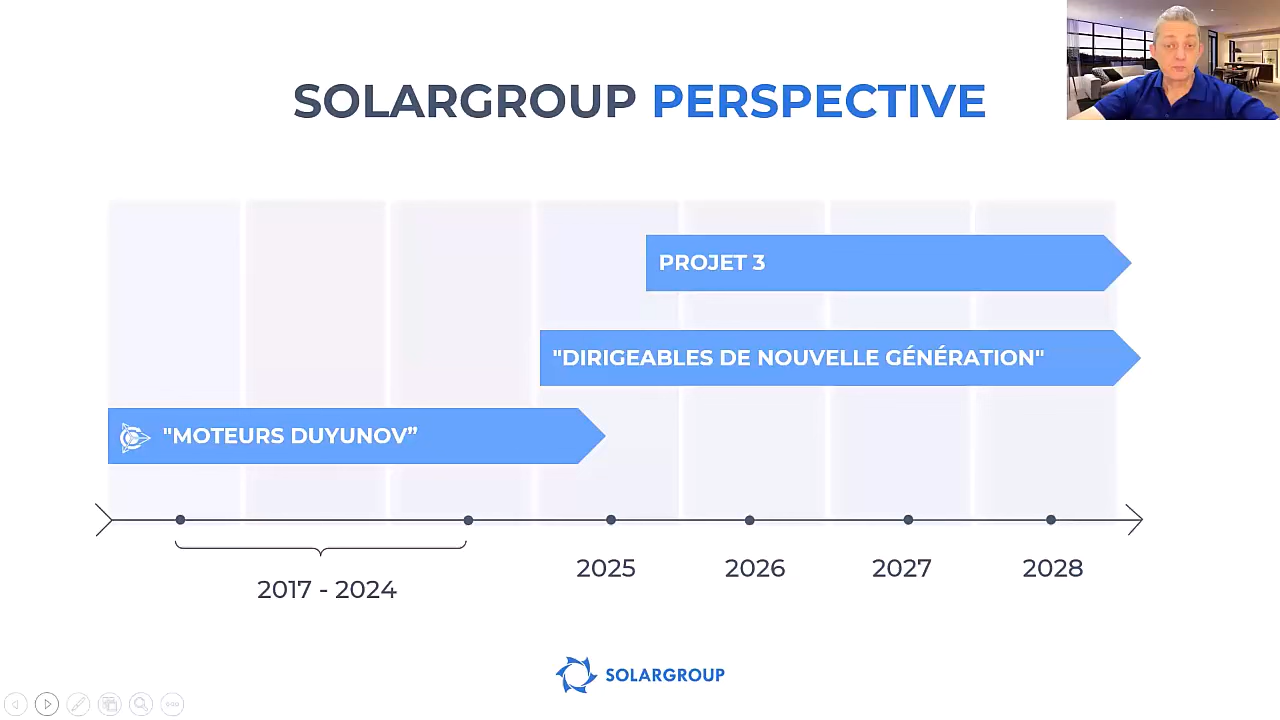 SOLARGROUP PERSPECTIVE
PROJET 3
"DIRIGEABLES DE NOUVELLE GÉNÉRATION"
"MOTEURS DUYUNOV”
2017 - 2024
2025
2026
2027
2028
SOLARGROUP